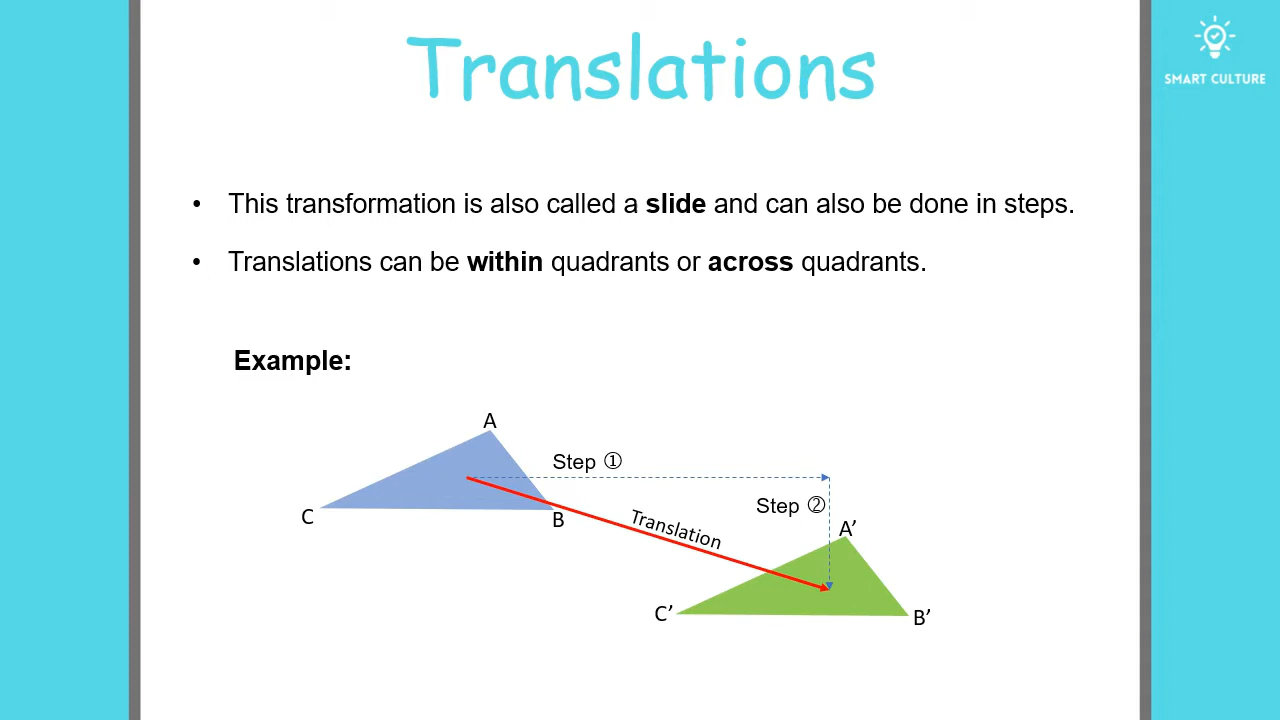 Translations
SMART CULTURE
• This transformation is also called a slide and can also be done in steps.
• Translations can be within quadrants or across quadrants.
Example:
A
Step ①
Step ②
C
B
Translation
A’
C’
B’